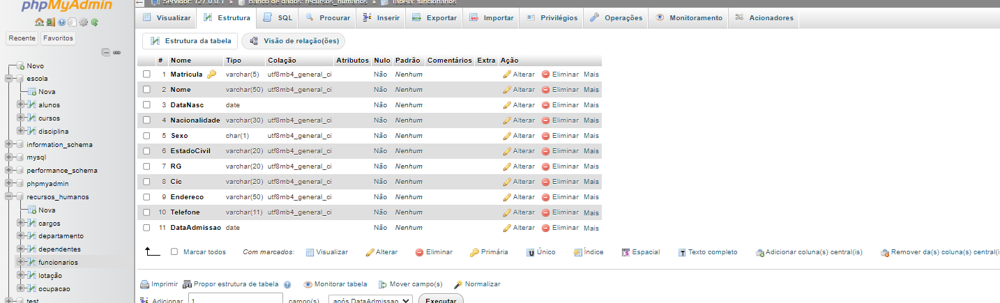 phpMyAdmin
Servidor: 127.0.0.1 » Banco de dados: recursos_humanos » Tabela: funcionarios
Visualizar Estrutura SQL Procurar Inserir Exportar Importar Privilégios Operações Monitoramento Acionadores
Recente Favoritos
Novo
escola
Nova
alunos
cursos
disciplina
information_schema
mysql
performance_schema
phpmyadmin
recursos_humanos
Nova
cargos
departamento
dependentes
funcionarios
lotação
ocupacao
test
Estrutura da tabela Visão de relação(ões)
# Nome Tipo Colação Atributos Nulo Padrão Comentários Extra Ação
1 Matricula varchar(5) utf8mb4_general_ci Não Nenhum Alterar Eliminar Mais
2 Nome varchar(50) utf8mb4_general_ci Não Nenhum Alterar Eliminar Mais
3 DataNasc date Não Nenhum Alterar Eliminar Mais
4 Nacionalidade varchar(30) utf8mb4_general_ci Não Nenhum Alterar Eliminar Mais
5 Sexo char(1) utf8mb4_general_ci Não Nenhum Alterar Eliminar Mais
6 EstadoCivil varchar(20) utf8mb4_general_ci Não Nenhum Alterar Eliminar Mais
7 RG varchar(20) utf8mb4_general_ci Não Nenhum Alterar Eliminar Mais
8 Cic varchar(20) utf8mb4_general_ci Não Nenhum Alterar Eliminar Mais
9 Endereco varchar(50) utf8mb4_general_ci Não Nenhum Alterar Eliminar Mais
10 Telefone varchar(11) utf8mb4_general_ci Não Nenhum Alterar Eliminar Mais
11 DataAdmissao date Não Nenhum Alterar Eliminar Mais
Marcar todos Com marcados: Visualizar Alterar Eliminar Primária Único Índice Espacial Texto completo Adicionar coluna(s) central(is) Remover da(s) coluna(s) central(i
Imprimir Propor estrutura de tabela Monitorar tabela Mover campo(s) Normalizar
Adicionar 1 campo(s) após DataAdmissao Executar